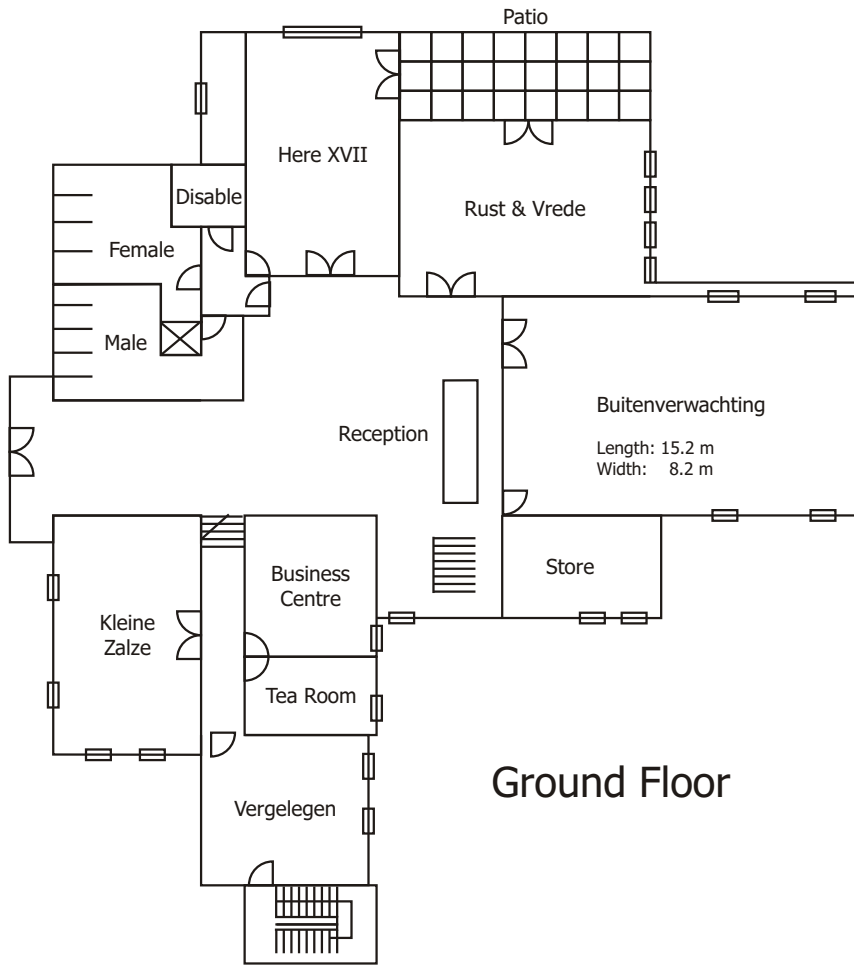 Patio
Here XVII
Disable
Rust & Vrede
Female
Male
Buitenverwachting
Reception
Length: 15.2 m
Width: 8.2 m
Store
Business
Centre
Kleine
Zalze
Tea Room
Ground Floor
Vergelegen